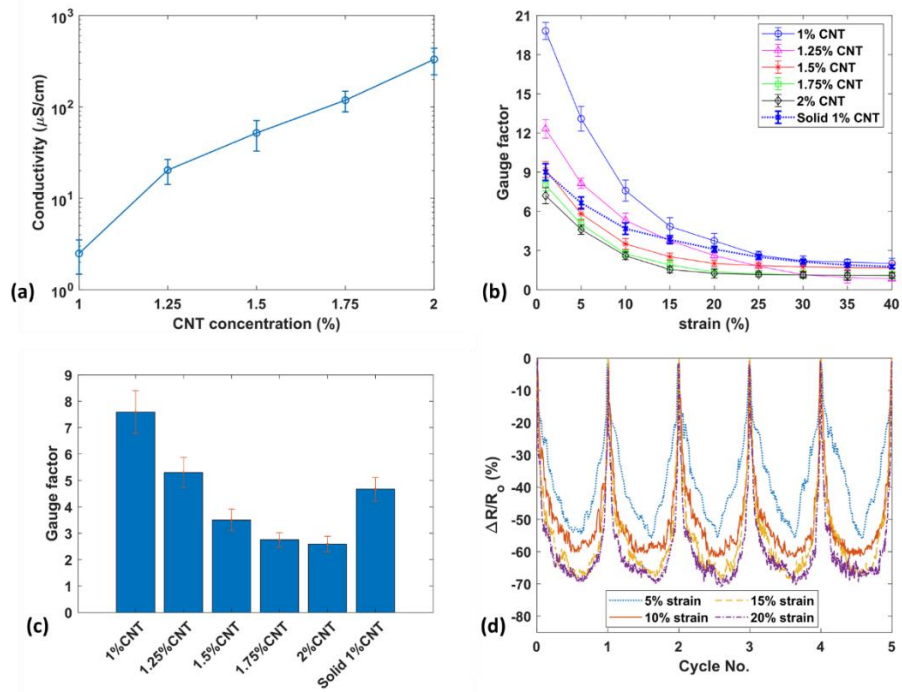 10³
10²
10¹
10⁰
Conductivity (μS/cm)
1 1.25 1.5 1.75 2
CNT concentration (%)
(a)
21
18
15
12
9
6
3
0
Gauge factor
1% CNT
1.25% CNT
1.5% CNT
1.75% CNT
2% CNT
Solid 1% CNT
0 5 10 15 20 25 30 35 40
strain (%)
(b)
9
8
7
6
5
4
3
2
1
0
Gauge factor
1%CNT
1.25%CNT
1.5%CNT
1.75%CNT
2%CNT
Solid 1%CNT
(c)
0
-10
-20
-30
-40
-50
-60
-70
-80
ΔR/Rₒ (%)
5% strain
10% strain
15% strain
20% strain
0 1 2 3 4 5
Cycle No.
(d)